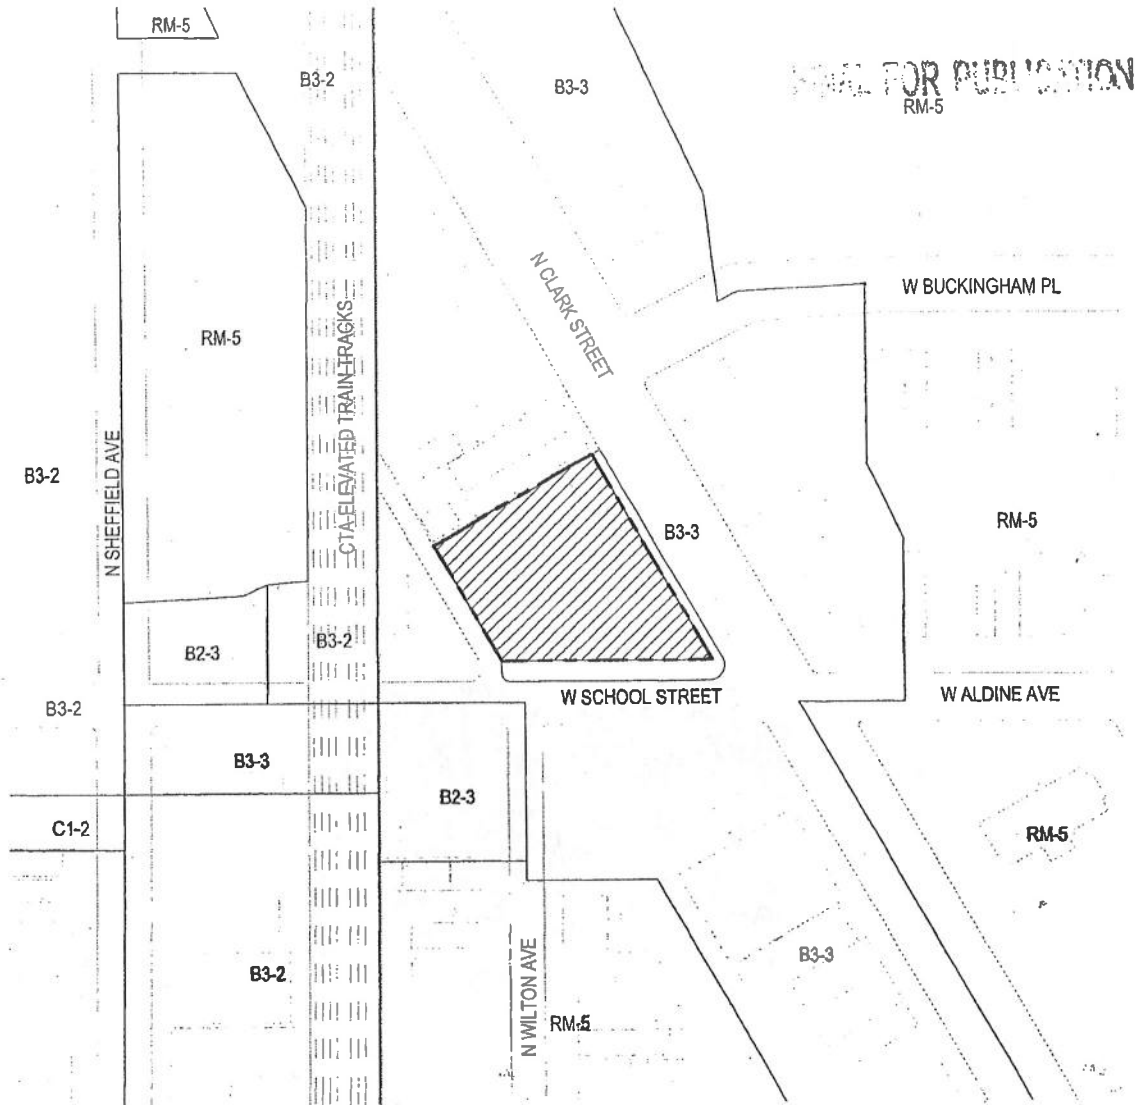 RM-5
B3-2
B3-3
FOR PUBLICATION
RM-5
N CLARK STREET
W BUCKINGHAM PL
RM-5
CTA ELEVATED TRAIN TRACKS
N SHEFFIELD AVE
B3-2
B3-3
RM-5
B2-3
B3-2
B3-2
W SCHOOL STREET
W ALDINE AVE
B3-3
B2-3
C1-2
RM-5
B3-2
B3-3
N WILTON AVE
RM-5